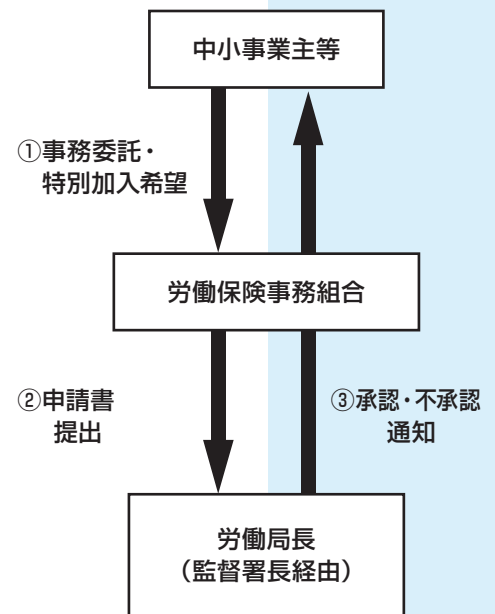 中小事業主等
①事務委託・
特別加入希望
労働保険事務組合
②申請書
提出
③承認・不承認
通知
労働局長
（監督署長経由）